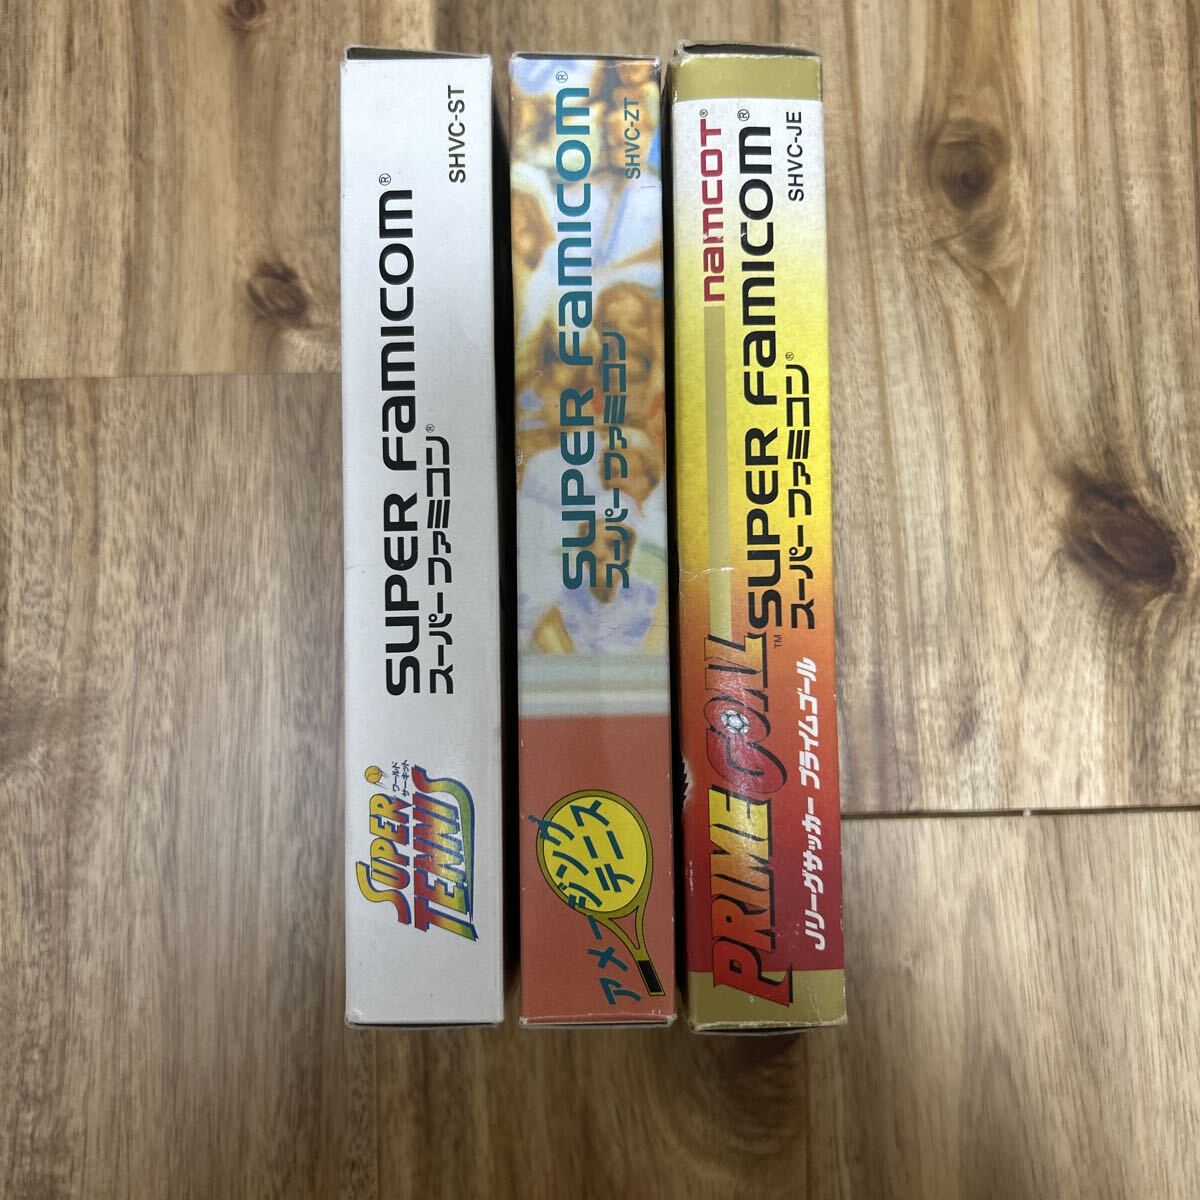 SUPER
TENNIS
ワールド
サーキット
SUPER FAMICOM®
スーパーファミコン®
SHVC-ST
アメージング
テニス
SUPER FAMICOM®
スーパーファミコン®
SHVC-ZT
PRIME GOAL™
namcot®
SUPER FAMICOM®
Jリーグサッカー プライムゴール
スーパーファミコン®
SHVC-JE